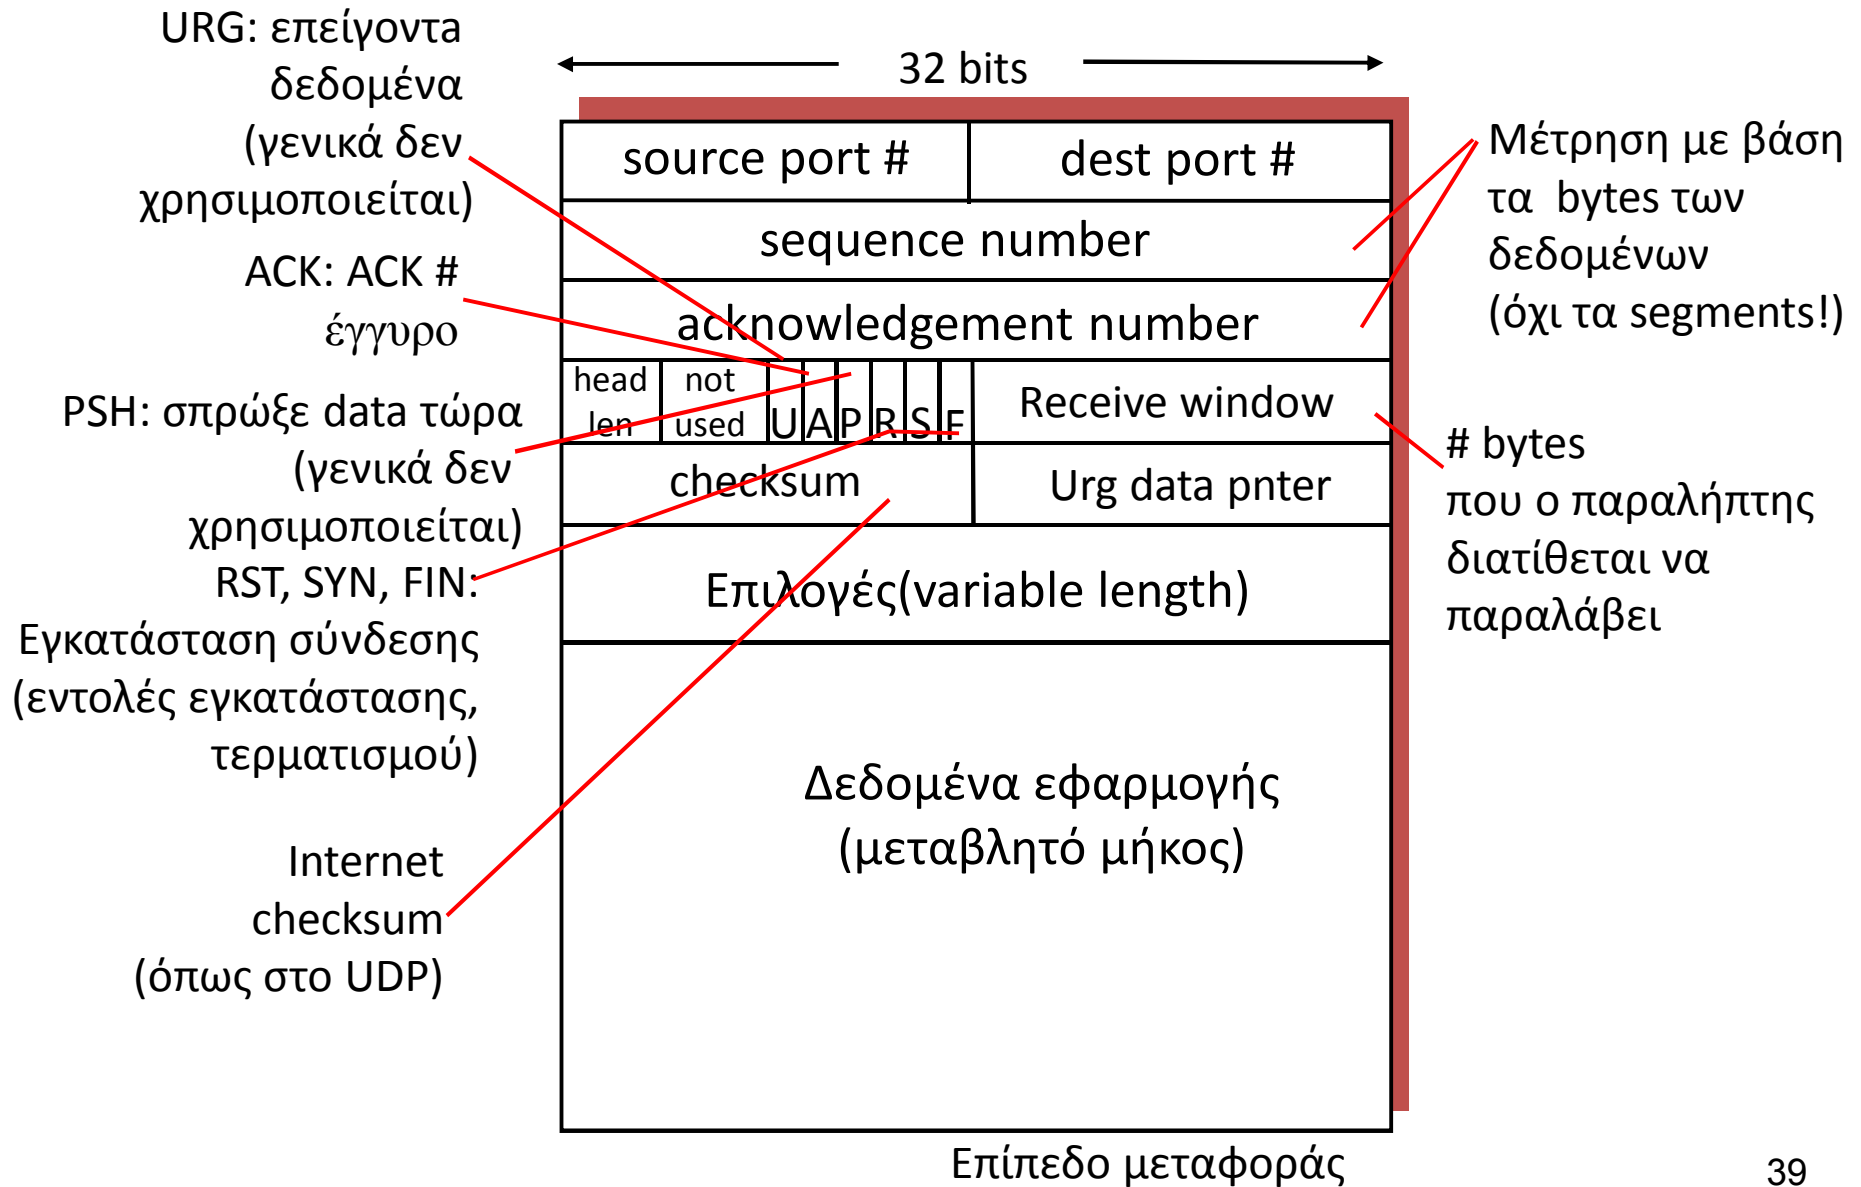 URG: επείγοντa
δεδομένα
(γενικά δεν
χρησιμοποιείται)
ACK: ACK #
έγγυρο
PSH: σπρώξε data τώρα
(γενικά δεν
χρησιμοποιείται)
RST, SYN, FIN:
Εγκατάσταση σύνδεσης
(εντολές εγκατάστασης,
τερματισμού)
Internet
checksum
(όπως στο UDP)
32 bits
source port #
dest port #
sequence number
acknowledgement number
head
len
not
used
U A P R S F
Receive window
checksum
Urg data pnter
Επιλογές(variable length)
Δεδομένα εφαρμογής
(μεταβλητό μήκος)
Μέτρηση με βάση
τα bytes των
δεδομένων
(όχι τα segments!)
# bytes
που ο παραλήπτης
διατίθεται να
παραλάβει
Επίπεδο μεταφοράς
39